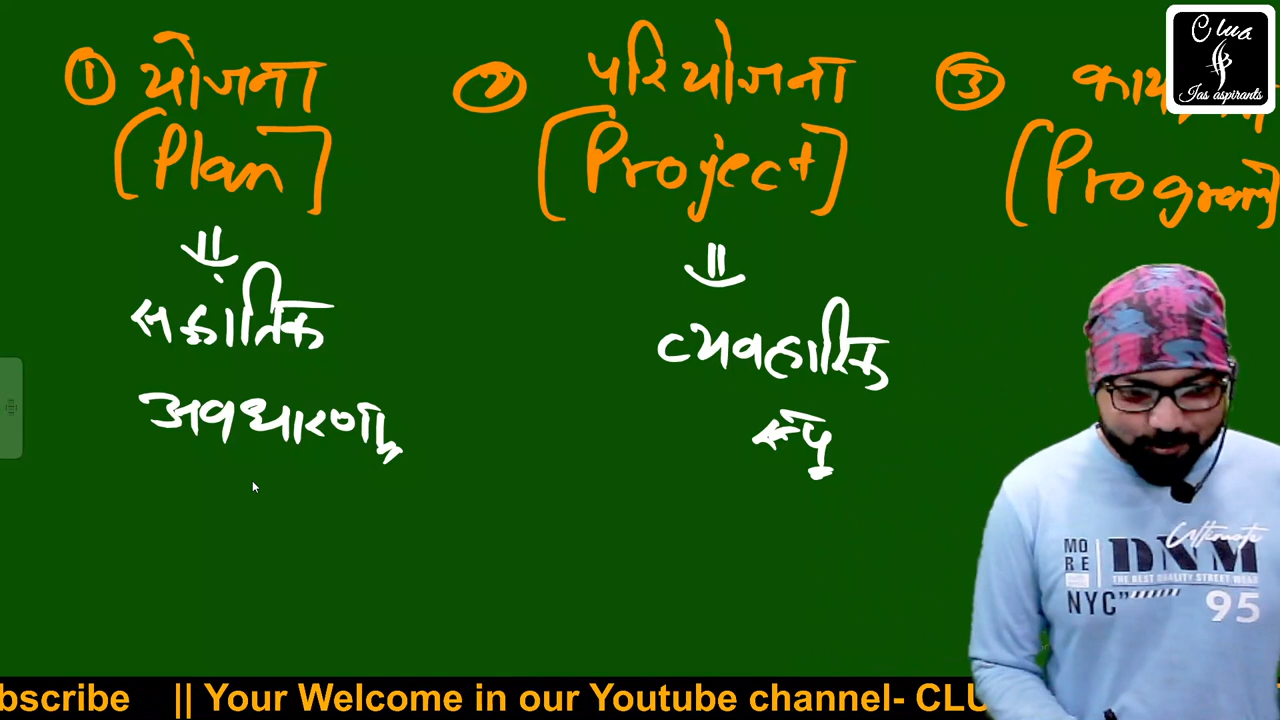 ① योजना
[Plan]
सैद्धांतिक
अवधारणा
② परियोजना
[Project]
व्यवहारिक
रूप
③
[Program]
Clua
Ias aspirants
MORE
Ultimate
DNM
THE BEST QUALITY STREET WEAR
NYC"
95
bscribe || Your Welcome in our Youtube channel- CLU